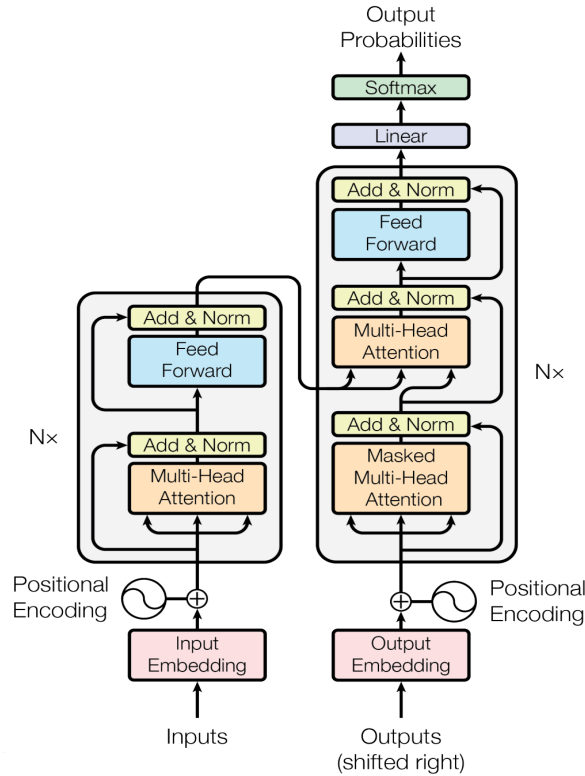 Output
Probabilities
Softmax
Linear
Add & Norm
Feed
Forward
Add & Norm
Multi-Head
Attention
Add & Norm
Masked
Multi-Head
Attention
N×
Positional
Encoding
Output
Embedding
Outputs
(shifted right)
Add & Norm
Feed
Forward
Add & Norm
Multi-Head
Attention
N×
Positional
Encoding
Input
Embedding
Inputs